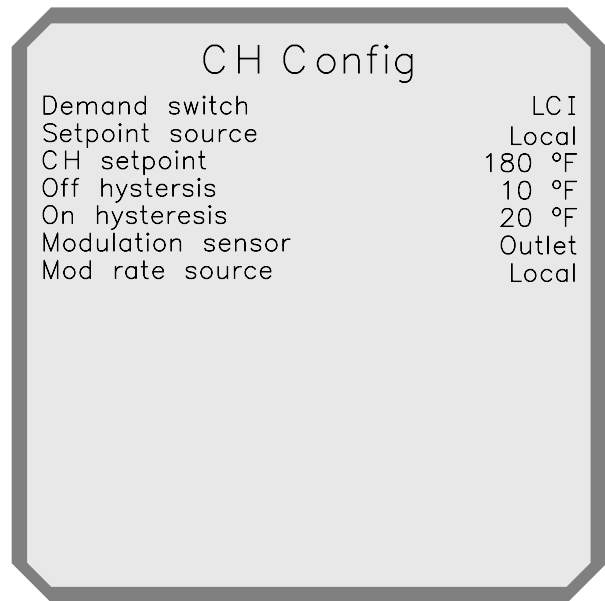 CH Config
Demand switch LCI
Setpoint source Local
CH setpoint 180 °F
Off hystersis 10 °F
On hysteresis 20 °F
Modulation sensor Outlet
Mod rate source Local